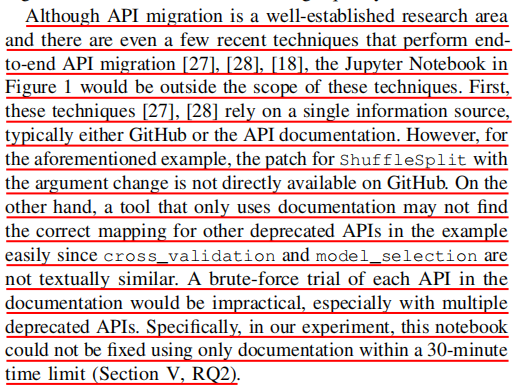 Although API migration is a well-established research area
and there are even a few recent techniques that perform end-
to-end API migration [27], [28], [18], the Jupyter Notebook in
Figure 1 would be outside the scope of these techniques. First,
these techniques [27], [28] rely on a single information source,
typically either GitHub or the API documentation. However, for
the aforementioned example, the patch for ShuffleSplit with
the argument change is not directly available on GitHub. On the
other hand, a tool that only uses documentation may not find
the correct mapping for other deprecated APIs in the example
easily since cross_validation and model_selection are
not textually similar. A brute-force trial of each API in the
documentation would be impractical, especially with multiple
deprecated APIs. Specifically, in our experiment, this notebook
could not be fixed using only documentation within a 30-minute
time limit (Section V, RQ2).